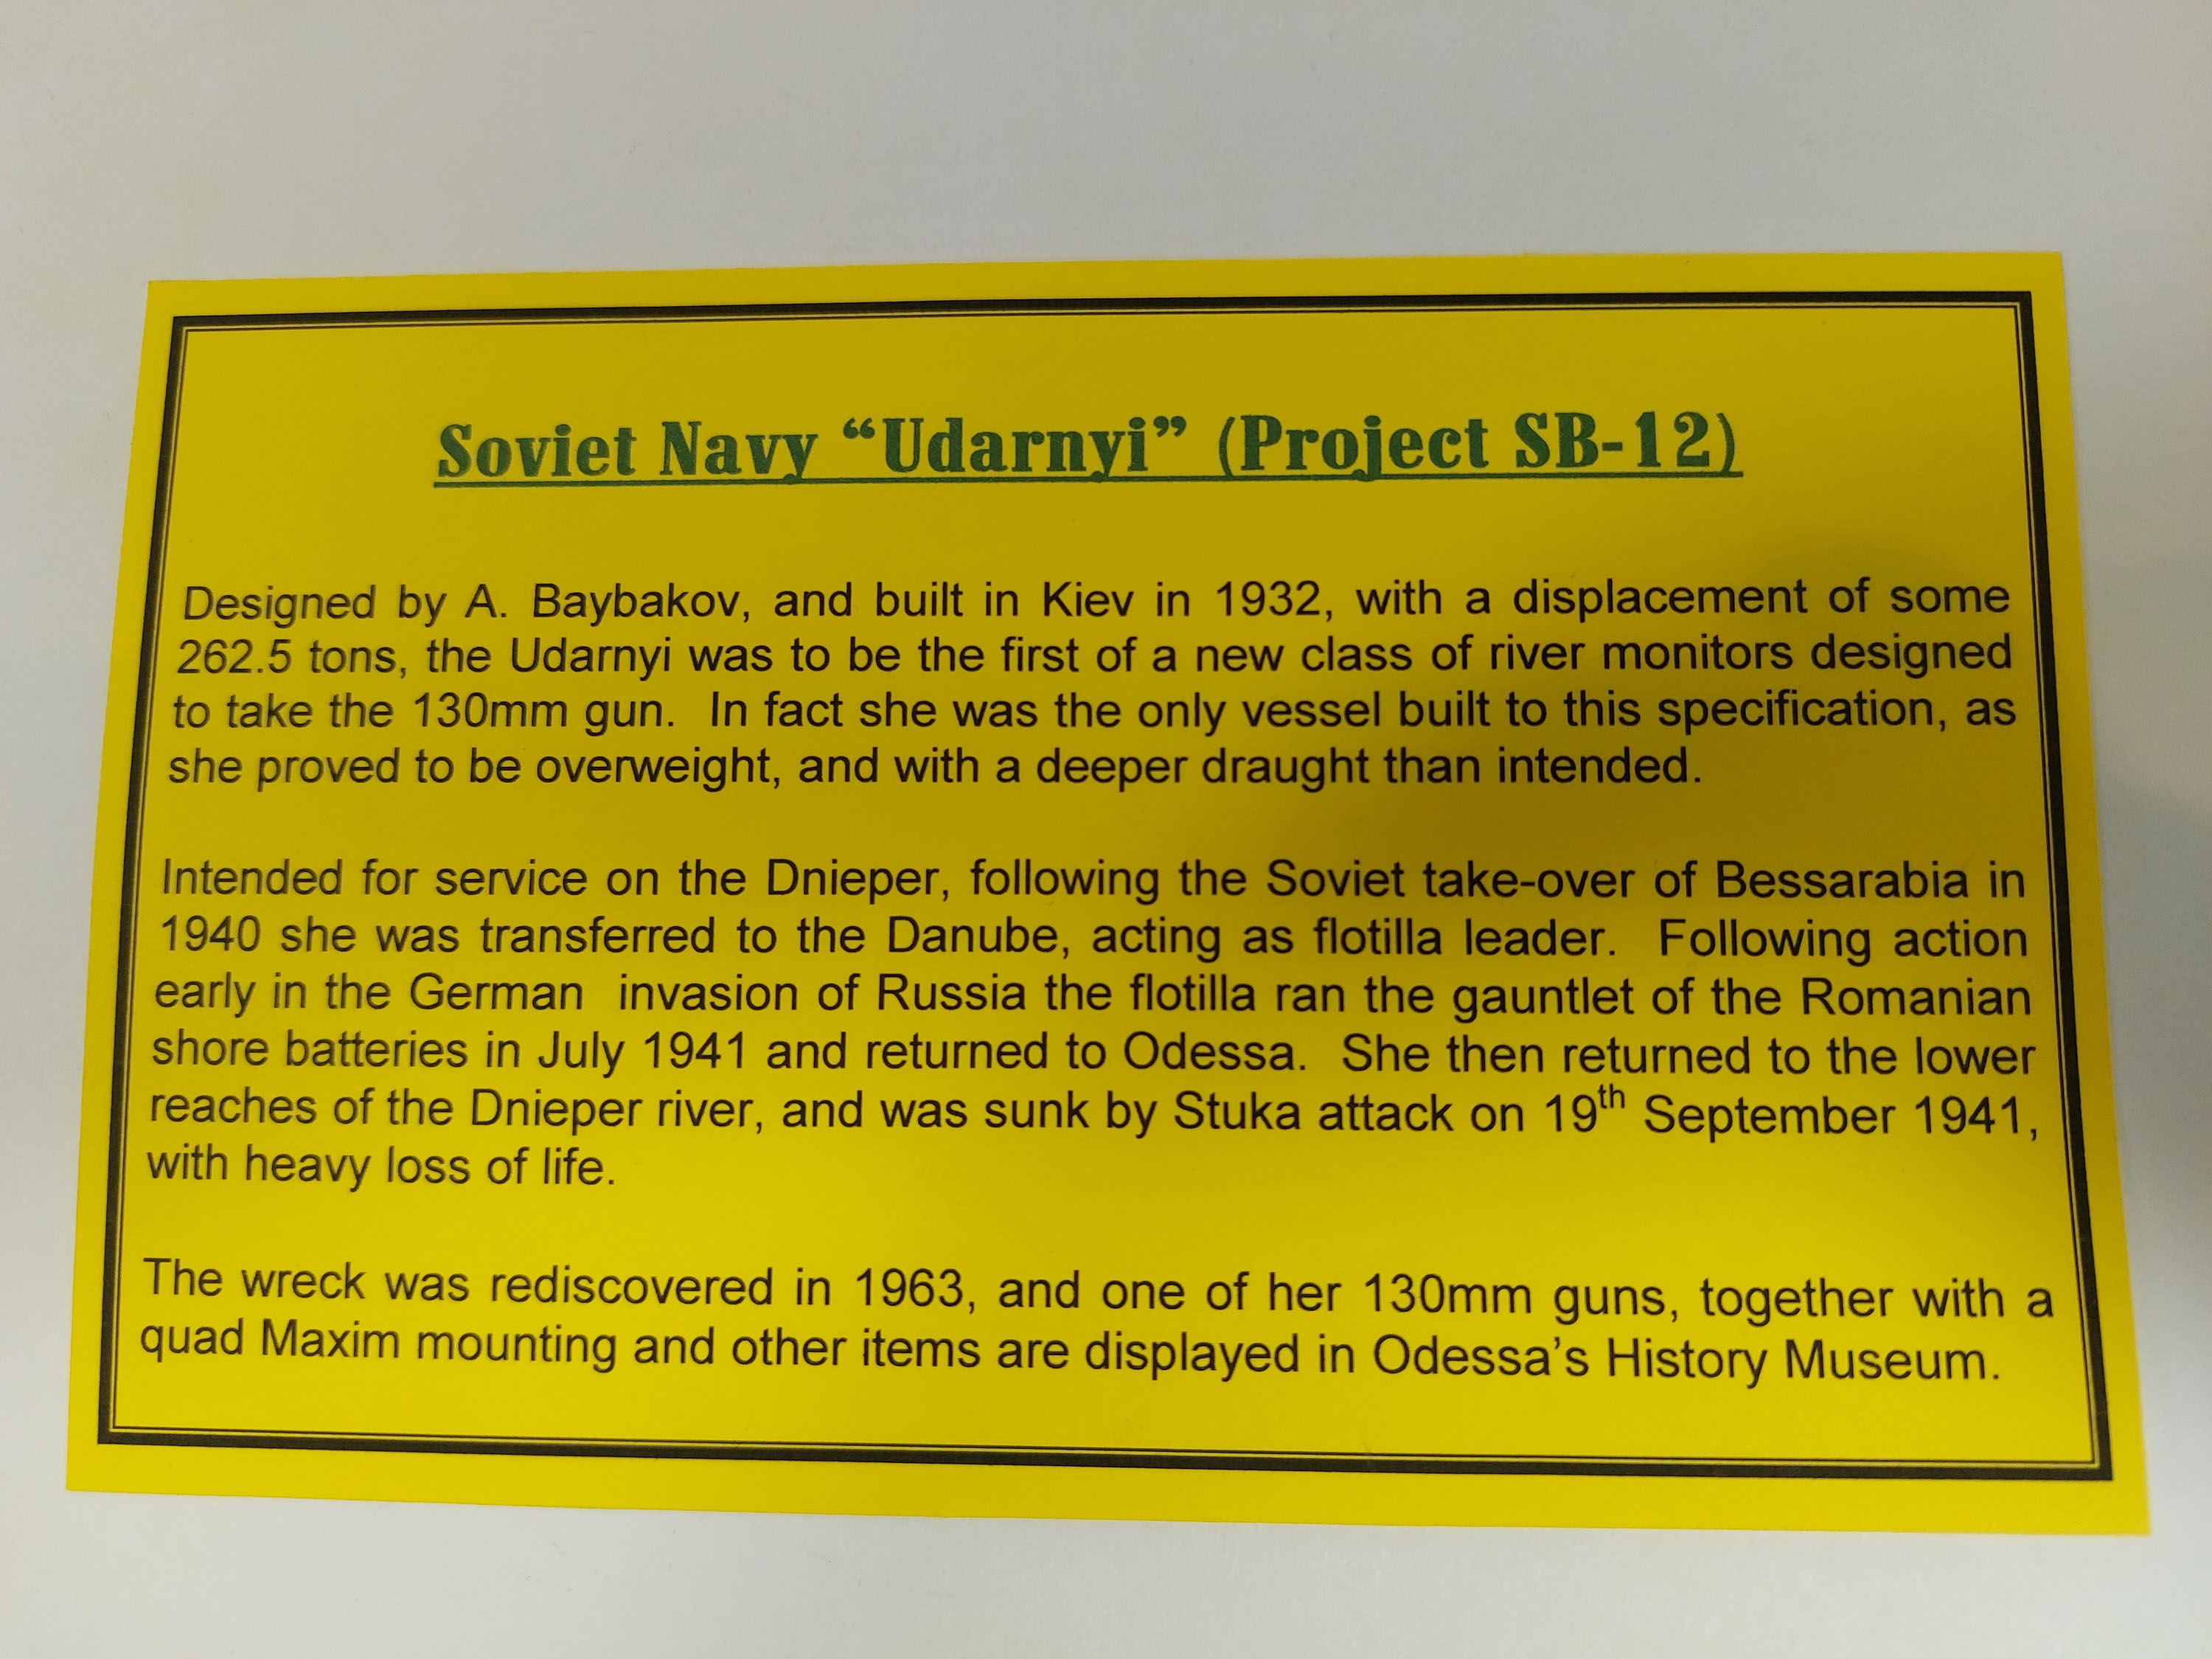 Soviet Navy “Udarnyi” (Project SB-12)
Designed by A. Baybakov, and built in Kiev in 1932, with a displacement of some
262.5 tons, the Udarnyi was to be the first of a new class of river monitors designed
to take the 130mm gun.  In fact she was the only vessel built to this specification, as
she proved to be overweight, and with a deeper draught than intended.
Intended for service on the Dnieper, following the Soviet take-over of Bessarabia in
1940 she was transferred to the Danube, acting as flotilla leader.  Following action
early in the German  invasion of Russia the flotilla ran the gauntlet of the Romanian
shore batteries in July 1941 and returned to Odessa.  She then returned to the lower
reaches of the Dnieper river, and was sunk by Stuka attack on 19th September 1941,
with heavy loss of life.
The wreck was rediscovered in 1963, and one of her 130mm guns, together with a
quad Maxim mounting and other items are displayed in Odessa’s History Museum.